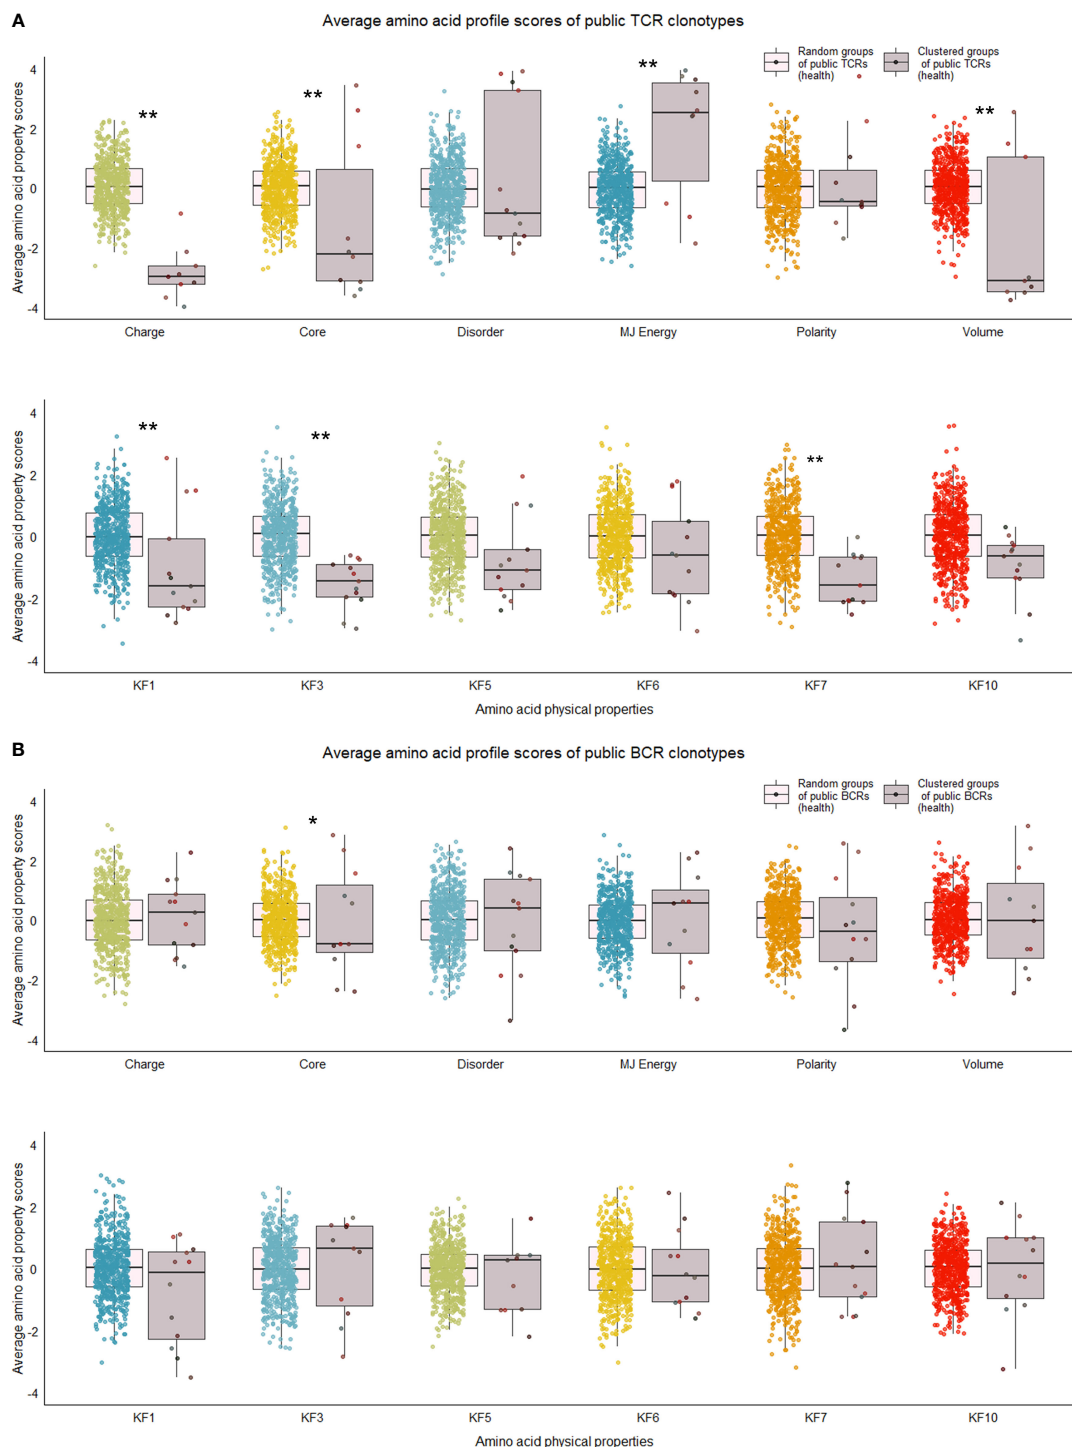 A
Average amino acid profile scores of public TCR clonotypes
Random groups of public TCRs (health)
Clustered groups of public TCRs (health)
Average amino acid property scores
4
2
0
-2
-4
**
**
**
**
Charge
Core
Disorder
MJ Energy
Polarity
Volume
Average amino acid property scores
4
2
0
-2
-4
**
**
**
KF1
KF3
KF5
KF6
KF7
KF10
Amino acid physical properties
B
Average amino acid profile scores of public BCR clonotypes
Random groups of public BCRs (health)
Clustered groups of public BCRs (health)
Average amino acid property scores
4
2
0
-2
-4
*
Charge
Core
Disorder
MJ Energy
Polarity
Volume
Average amino acid property scores
4
2
0
-2
-4
KF1
KF3
KF5
KF6
KF7
KF10
Amino acid physical properties